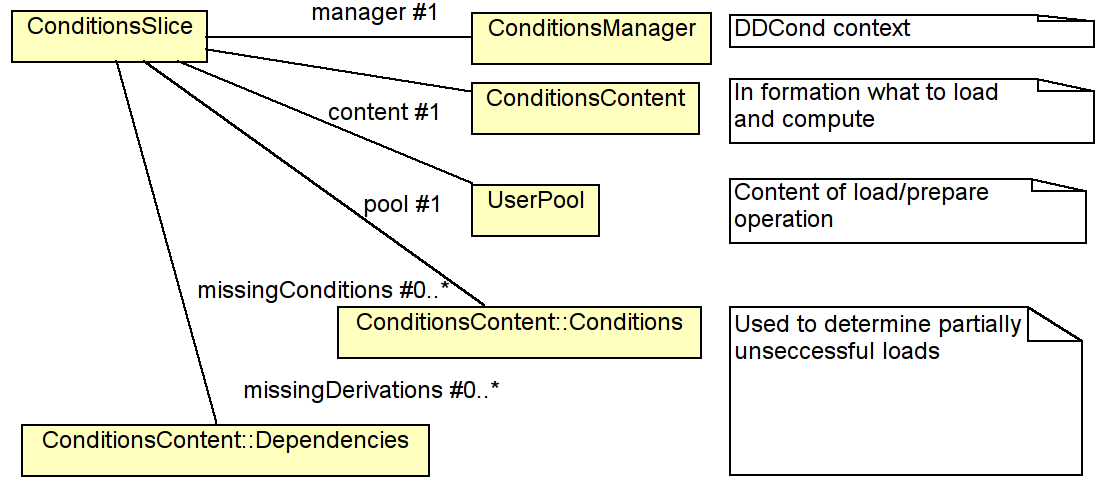 manager #1
ConditionsSlice
ConditionsManager
DDCond context
ConditionsContent
In formation what to load
and compute
content #1
UserPool
Content of load/prepare
operation
pool #1
missingConditions #0..*
ConditionsContent::Conditions
Used to determine partially
unseccessful loads
missingDerivations #0..*
ConditionsContent::Dependencies